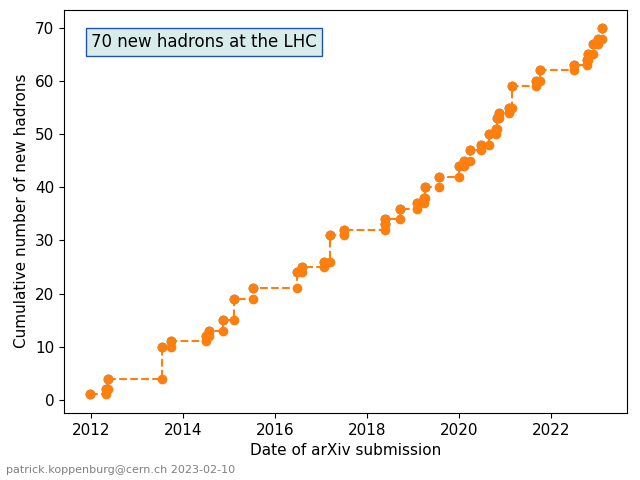 70 new hadrons at the LHC
Cumulative number of new hadrons
70
60
50
40
30
20
10
0
2012 2014 2016 2018 2020 2022
Date of arXiv submission
patrick.koppenburg@cern.ch 2023-02-10